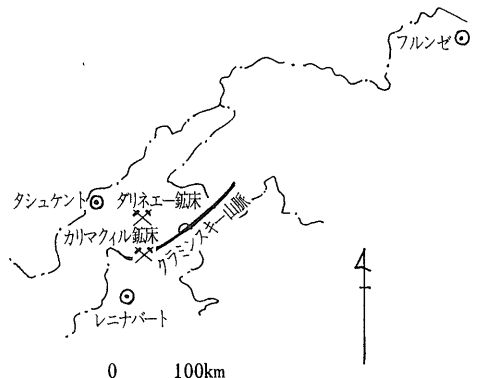 フルンゼ
タシュケント
ダリネエー鉱床
カリマクィル鉱床
クラミンスキー山脈
レニナバート
0 100km